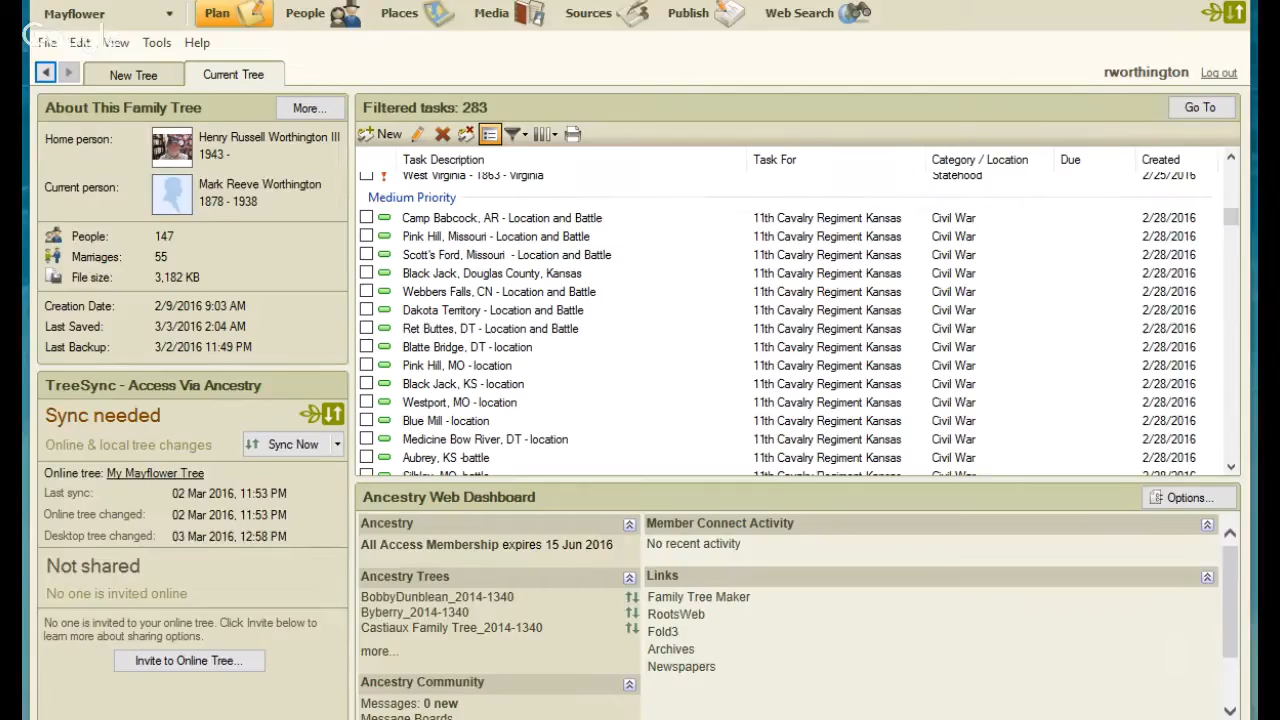 Mayflower
Plan
People
Places
Media
Sources
Publish
Web Search
File Edit View Tools Help
New Tree
Current Tree
rworthington Log out
About This Family Tree
More...
Home person:
Henry Russell Worthington III
1943 -
Current person:
Mark Reeve Worthington
1878 - 1938
People: 147
Marriages: 55
File size: 3,182 KB
Creation Date: 2/9/2016 9:03 AM
Last Saved: 3/3/2016 2:04 AM
Last Backup: 3/2/2016 11:49 PM
TreeSync - Access Via Ancestry
Sync needed
Online & local tree changes
Sync Now
Online tree: My Mayflower Tree
Last sync: 02 Mar 2016, 11:53 PM
Online tree changed: 02 Mar 2016, 11:53 PM
Desktop tree changed: 03 Mar 2016, 12:58 PM
Not shared
No one is invited online
No one is invited to your online tree. Click Invite below to
learn more about sharing options.
Invite to Online Tree...
Filtered tasks: 283
Go To
New
Task Description Task For Category / Location Due Created
West Virginia - 1863 - Virginia Statehood 2/25/2016
Medium Priority
Camp Babcock, AR - Location and Battle 11th Cavalry Regiment Kansas Civil War 2/28/2016
Pink Hill, Missouri - Location and Battle 11th Cavalry Regiment Kansas Civil War 2/28/2016
Scott's Ford, Missouri - Location and Battle 11th Cavalry Regiment Kansas Civil War 2/28/2016
Black Jack, Douglas County, Kansas 11th Cavalry Regiment Kansas Civil War 2/28/2016
Webbers Falls, CN - Location and Battle 11th Cavalry Regiment Kansas Civil War 2/28/2016
Dakota Territory - Location and Battle 11th Cavalry Regiment Kansas Civil War 2/28/2016
Ret Buttes, DT - Location and Battle 11th Cavalry Regiment Kansas Civil War 2/28/2016
Blatte Bridge, DT - location 11th Cavalry Regiment Kansas Civil War 2/28/2016
Pink Hill, MO - location 11th Cavalry Regiment Kansas Civil War 2/28/2016
Black Jack, KS - location 11th Cavalry Regiment Kansas Civil War 2/28/2016
Westport, MO - location 11th Cavalry Regiment Kansas Civil War 2/28/2016
Blue Mill - location 11th Cavalry Regiment Kansas Civil War 2/28/2016
Medicine Bow River, DT - location 11th Cavalry Regiment Kansas Civil War 2/28/2016
Aubrey, KS -battle 11th Cavalry Regiment Kansas Civil War 2/28/2016
Sibley, MO -battle 11th Cavalry Regiment Kansas Civil War 2/28/2016
Ancestry Web Dashboard
Options...
Ancestry
All Access Membership expires 15 Jun 2016
Ancestry Trees
BobbyDunblean_2014-1340
Byberry_2014-1340
Castiaux Family Tree_2014-1340
more...
Ancestry Community
Messages: 0 new
Message Boards
Member Connect Activity
No recent activity
Links
Family Tree Maker
RootsWeb
Fold3
Archives
Newspapers